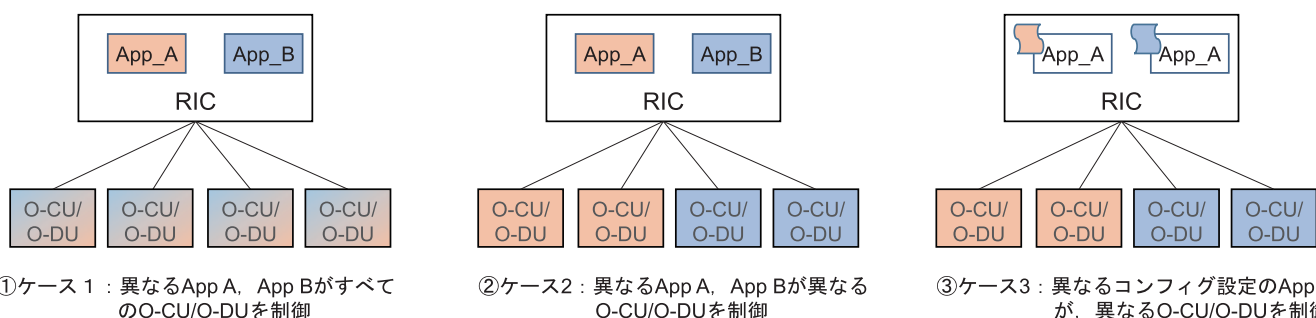 App_A
App_B
RIC
O-CU/
O-DU
O-CU/
O-DU
O-CU/
O-DU
O-CU/
O-DU
①ケース1：異なるApp A，App Bがすべて
のO-CU/O-DUを制御
App_A
App_B
RIC
O-CU/
O-DU
O-CU/
O-DU
O-CU/
O-DU
O-CU/
O-DU
②ケース2：異なるApp A，App Bが異なる
O-CU/O-DUを制御
App_A
App_A
RIC
O-CU/
O-DU
O-CU/
O-DU
O-CU/
O-DU
O-CU/
O-DU
③ケース3：異なるコンフィグ設定のApp
が，異なるO-CU/O-DUを制